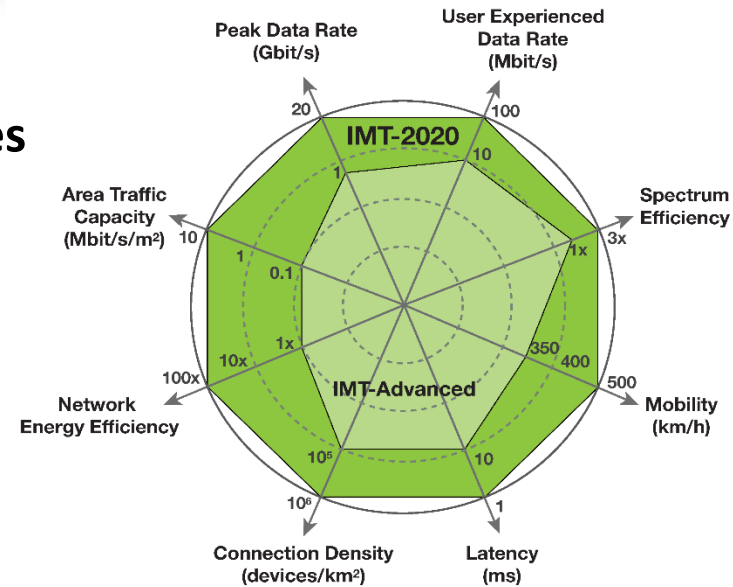 User Experienced
Data Rate
(Mbit/s)
Peak Data Rate
(Gbit/s)
20
100
es
IMT-2020
10
1
Area Traffic
Capacity
(Mbit/s/m²)
Spectrum
Efficiency
10
1
0.1
1x
3x
1x
10x
100x
350
400
500
IMT-Advanced
Network
Energy Efficiency
Mobility
(km/h)
10⁵
10
10⁶
1
Connection Density
(devices/km²)
Latency
(ms)